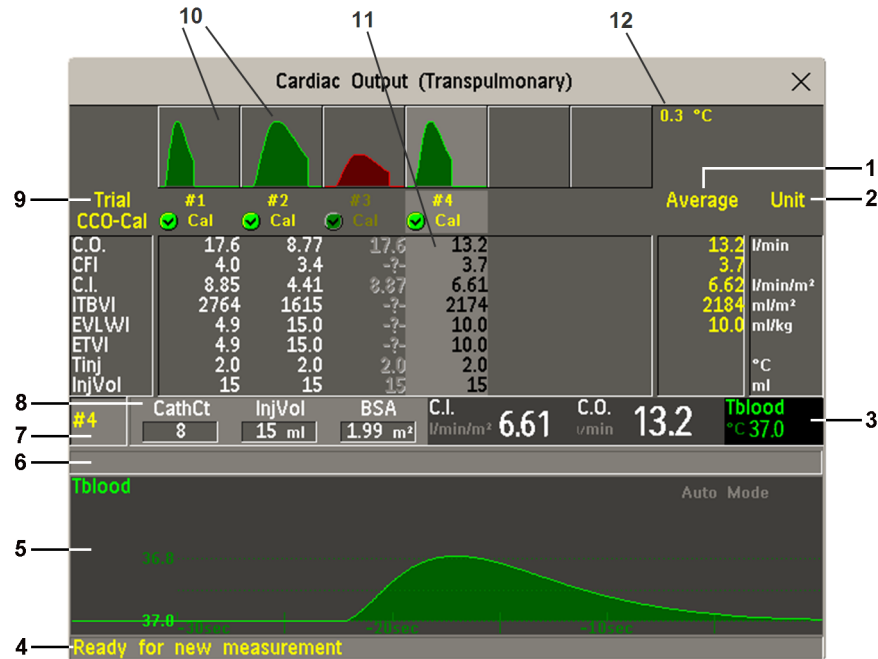 10 11 12
Cardiac Output (Transpulmonary)
0.3 °C
1
9 Trial #1 #2 #3 #4 Average Unit 2
CCO-Cal Cal Cal Cal Cal
C.O. 17.6 8.77 17.6 13.2 13.2 l/min
CFI 4.0 3.4 -?- 3.7 3.7
C.I. 8.85 4.41 8.87 6.61 6.62 l/min/m²
ITBVI 2764 1615 -?- 2174 2184 ml/m²
EVLWI 4.9 15.0 -?- 10.0 10.0 ml/kg
ETVI 4.9 15.0 -?- 10.0
Tinj 2.0 2.0 2.0 2.0 °C
InjVol 15 15 15 15 ml
8 CathCt InjVol BSA C.I. C.O. Tblood
#4 l/min/m² 6.61 l/min 13.2 3
7 8 15 ml 1.99 m² °C 37.0
6
Tblood Auto Mode
5 36.8
37.0 -30sec -20sec -10sec
4 Ready for new measurement